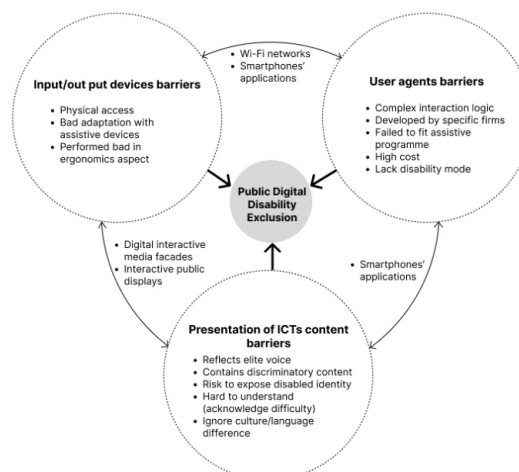 • Wi-Fi networks
• Smartphones'
applications
Input/out put devices barriers
• Physical access
• Bad adaptation with
assistive devices
• Performed bad in
ergonomics aspect
User agents barriers
• Complex interaction logic
• Developed by specific firms
• Failed to fit assistive
programme
• High cost
• Lack disability mode
Public Digital
Disability
Exclusion
• Digital interactive
media facades
• Interactive public
displays
• Smartphones'
applications
Presentation of ICTs content
barriers
• Reflects elite voice
• Contains discriminatory content
• Risk to expose disabled identity
• Hard to understand
(acknowledge difficulty)
• Ignore culture/language
difference